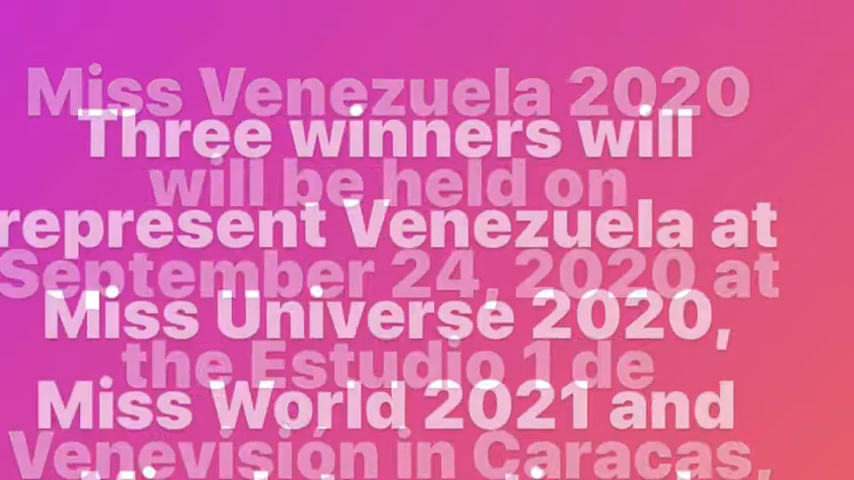 Miss Venezuela 2020
will be held on
September 24, 2020 at
the Estudio 1 de
Venevisión in Caracas,
Three winners will
represent Venezuela at
Miss Universe 2020,
Miss World 2021 and